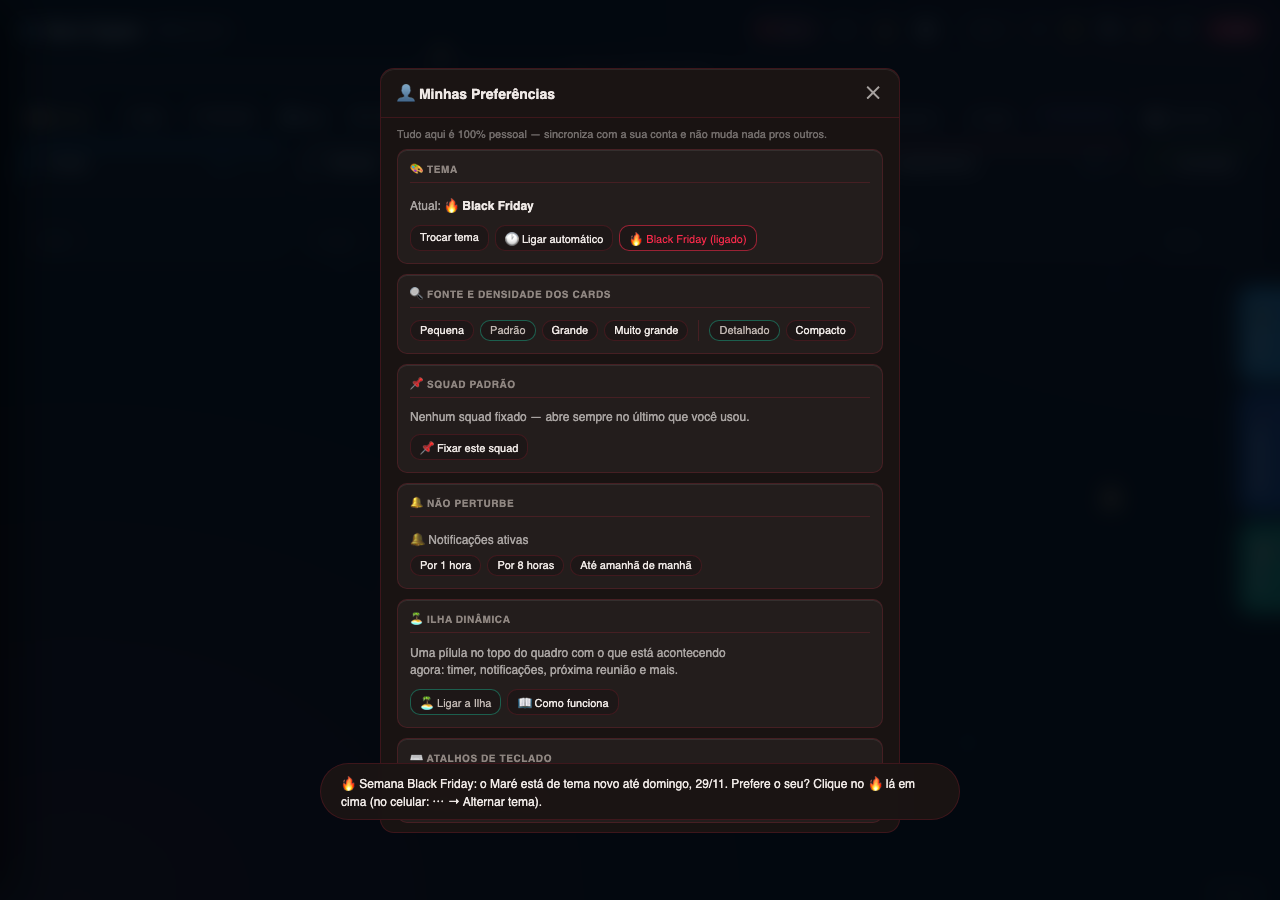 Minhas Preferências
Tudo aqui é 100% pessoal — sincroniza com a sua conta e não muda nada pros outros.
TEMA
Atual: 🔥 Black Friday
Trocar tema
Ligar automático
Black Friday (ligado)
FONTE E DENSIDADE DOS CARDS
Pequena
Padrão
Grande
Muito grande
Detalhado
Compacto
SQUAD PADRÃO
Nenhum squad fixado — abre sempre no último que você usou.
Fixar este squad
NÃO PERTURBE
Notificações ativas
Por 1 hora
Por 8 horas
Até amanhã de manhã
ILHA DINÂMICA
Uma pílula no topo do quadro com o que está acontecendo
agora: timer, notificações, próxima reunião e mais.
Ligar a Ilha
Como funciona
ATALHOS DE TECLADO
🔥 Semana Black Friday: o Maré está de tema novo até domingo, 29/11. Prefere o seu? Clique no 🔥 lá em
cima (no celular: ··· → Alternar tema).